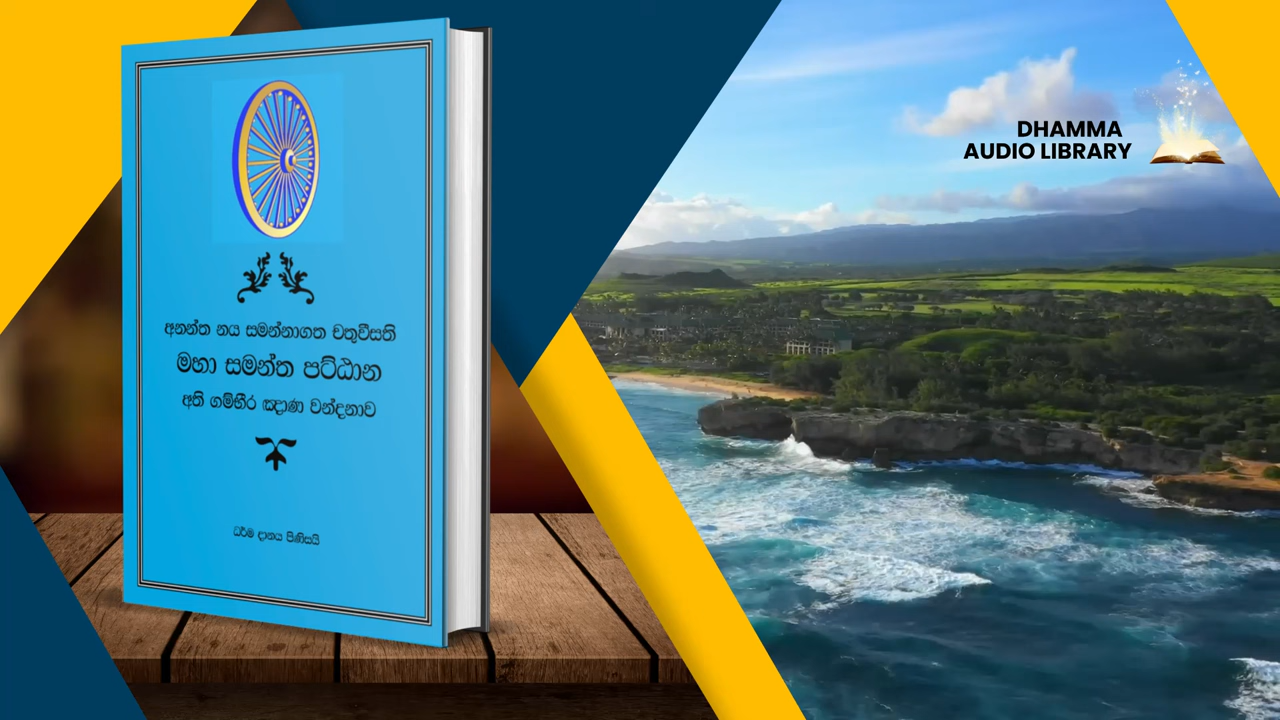 අනන්ත නය සමන්නාගත චතුවීසති
මහා සමන්ත පට්ඨාන
අති ගම්භීර ඤාණ වන්දනාව
ධර්ම දානය පිණිසයි
DHAMMA
AUDIO LIBRARY